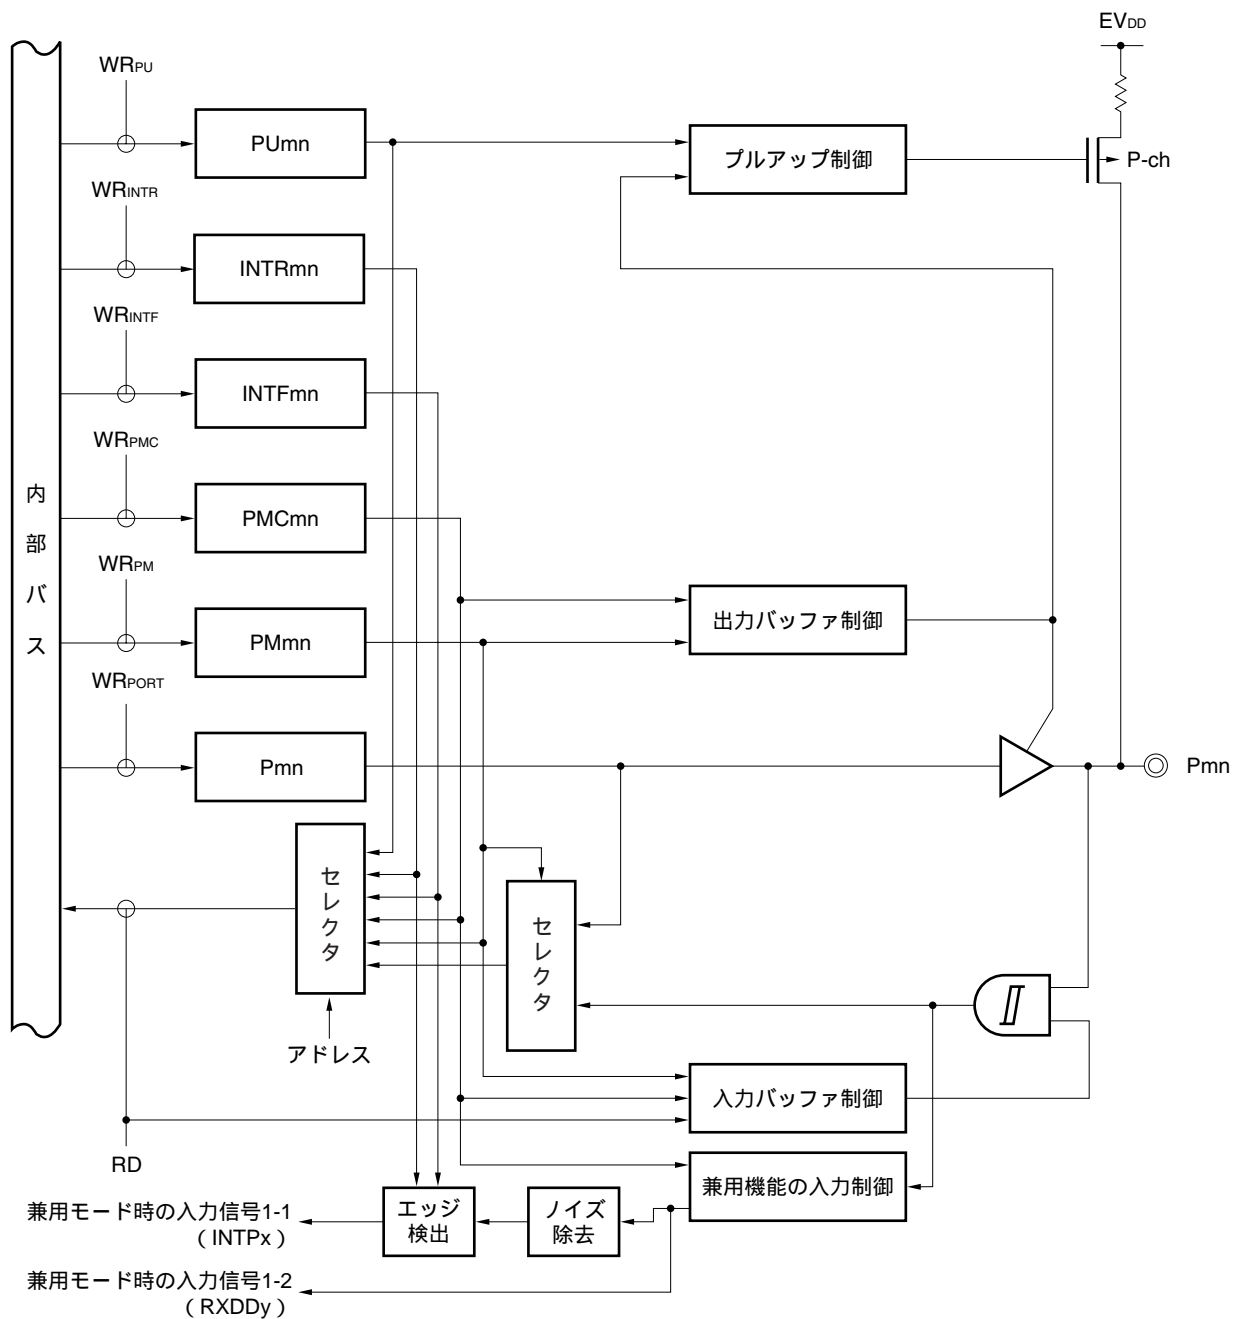 EVDD
WRPU
PUmn
プルアップ制御
P-ch
WRINTR
INTRmn
WRINTF
INTFmn
WRPMC
PMCmn
内部バス
WRPM
PMmn
出力バッファ制御
WRPORT
Pmn
Pmn
セレクタ
セレクタ
アドレス
入力バッファ制御
RD
兼用機能の入力制御
エッジ
検出
ノイズ
除去
兼用モード時の入力信号1-1
(INTPx)
兼用モード時の入力信号1-2
(RXDDy)